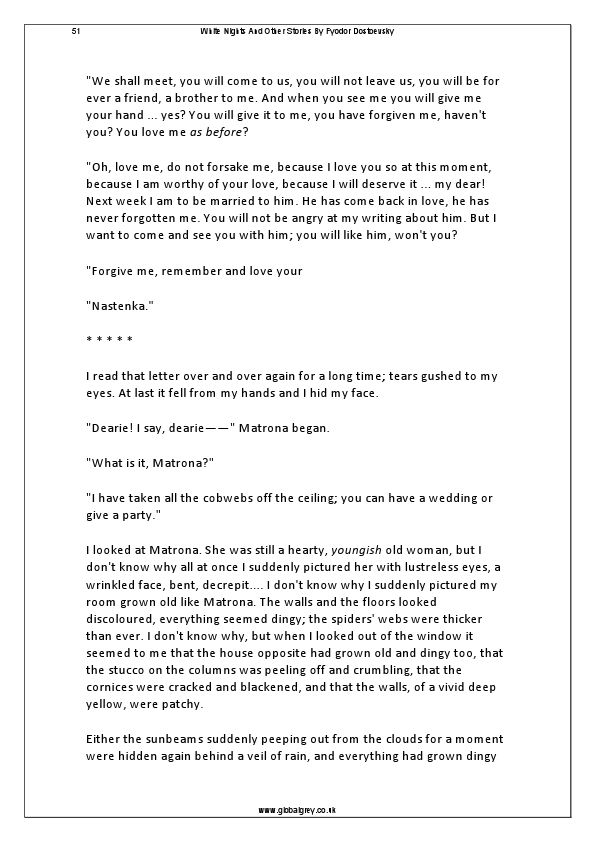 51
White Nights And Other Stories By Fyodor Dostoevsky
"We shall meet, you will come to us, you will not leave us, you will be for
ever a friend, a brother to me. And when you see me you will give me
your hand ... yes? You will give it to me, you have forgiven me, haven't
you? You love me as before?
"Oh, love me, do not forsake me, because I love you so at this moment,
because I am worthy of your love, because I will deserve it ... my dear!
Next week I am to be married to him. He has come back in love, he has
never forgotten me. You will not be angry at my writing about him. But I
want to come and see you with him; you will like him, won't you?
"Forgive me, remember and love your
"Nastenka."
* * * * *
I read that letter over and over again for a long time; tears gushed to my
eyes. At last it fell from my hands and I hid my face.
"Dearie! I say, dearie——" Matrona began.
"What is it, Matrona?"
"I have taken all the cobwebs off the ceiling; you can have a wedding or
give a party."
I looked at Matrona. She was still a hearty, youngish old woman, but I
don't know why all at once I suddenly pictured her with lustreless eyes, a
wrinkled face, bent, decrepit.... I don't know why I suddenly pictured my
room grown old like Matrona. The walls and the floors looked
discoloured, everything seemed dingy; the spiders' webs were thicker
than ever. I don't know why, but when I looked out of the window it
seemed to me that the house opposite had grown old and dingy too, that
the stucco on the columns was peeling off and crumbling, that the
cornices were cracked and blackened, and that the walls, of a vivid deep
yellow, were patchy.
Either the sunbeams suddenly peeping out from the clouds for a moment
were hidden again behind a veil of rain, and everything had grown dingy
www.globalgrey.co.uk